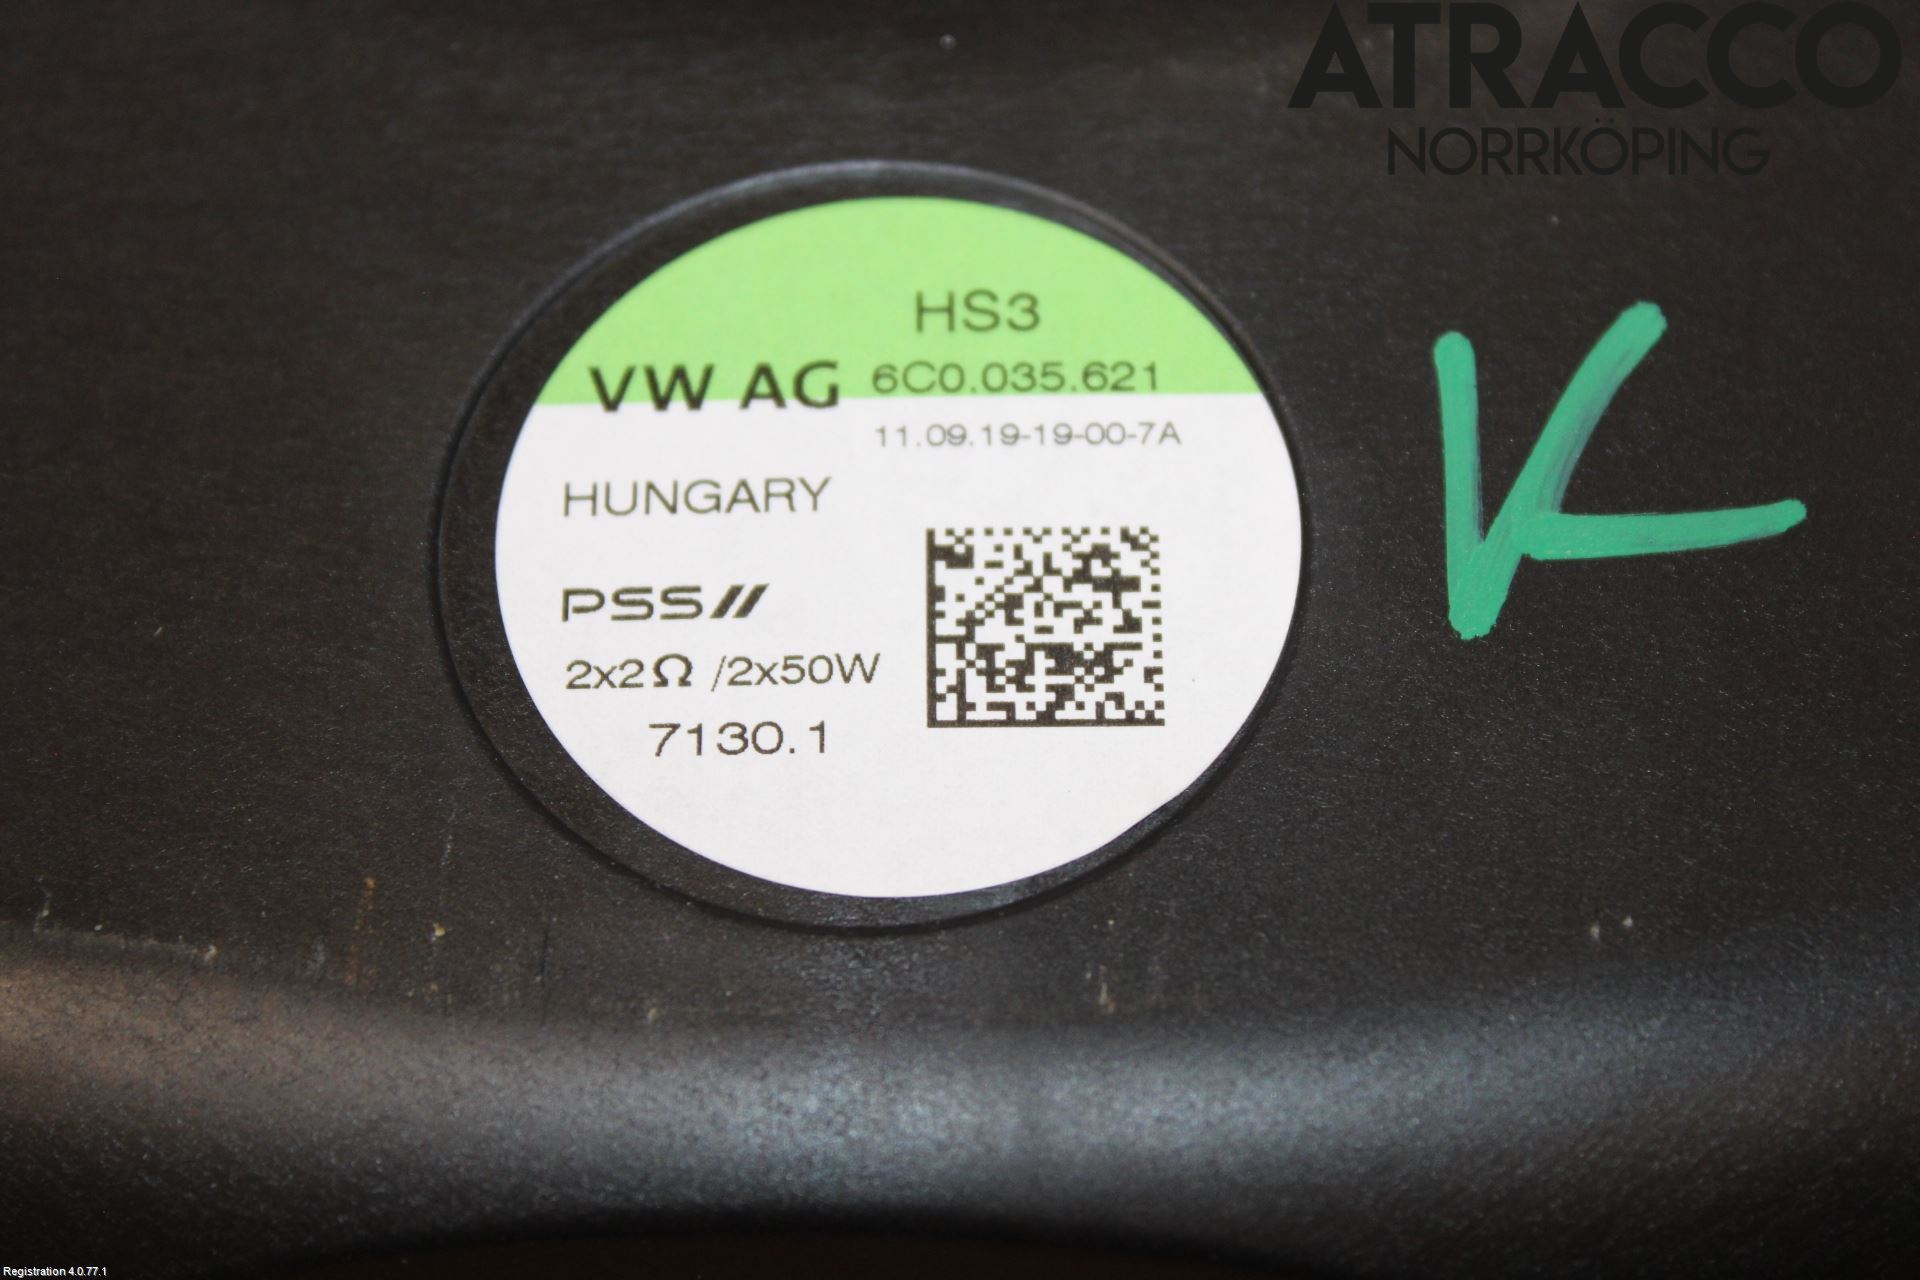 ATRACCO
NORRKÖPING
HS3
VW AG 6C0.035.621
11.09.19-19-00-7A
HUNGARY
PSS//
2x2Ω /2x50W
7130.1
K
Registration 4.0.77.1